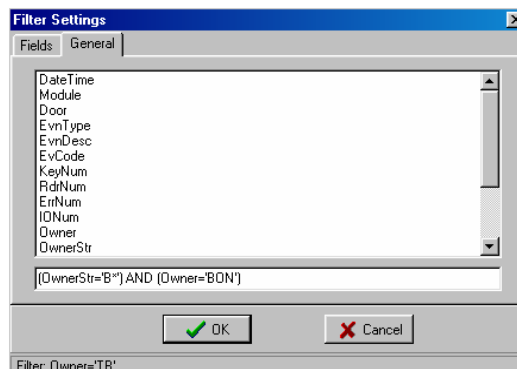 Filter Settings
Fields General
DateTime
Module
Door
EvnType
EvnDesc
EvCode
KeyNum
RdrNum
ErrNum
IONum
Owner
OwnerStr
(OwnerStr='B*') AND (Owner='BON')
OK Cancel
Filter: Owner='TB'